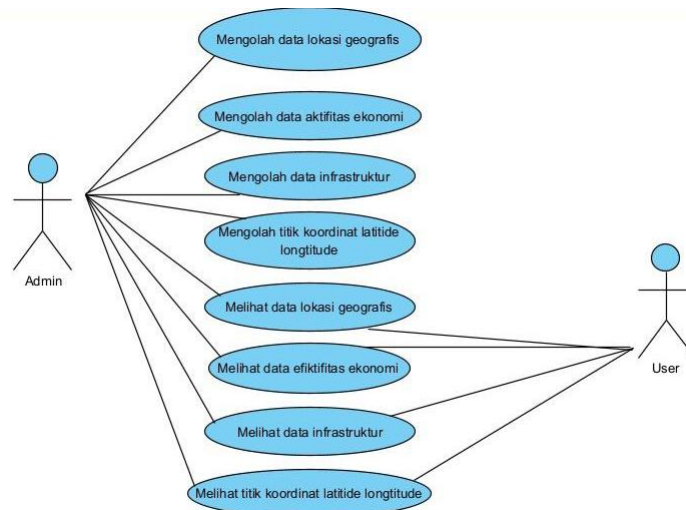 Mengolah data lokasi geografis
Mengolah data aktifitas ekonomi
Mengolah data infrastruktur
Mengolah titik koordinat latitide
longtitude
Admin
Melihat data lokasi geografis
Melihat data efiktifitas ekonomi
User
Melihat data infrastruktur
Melihat titik koordinat latitide longtitude